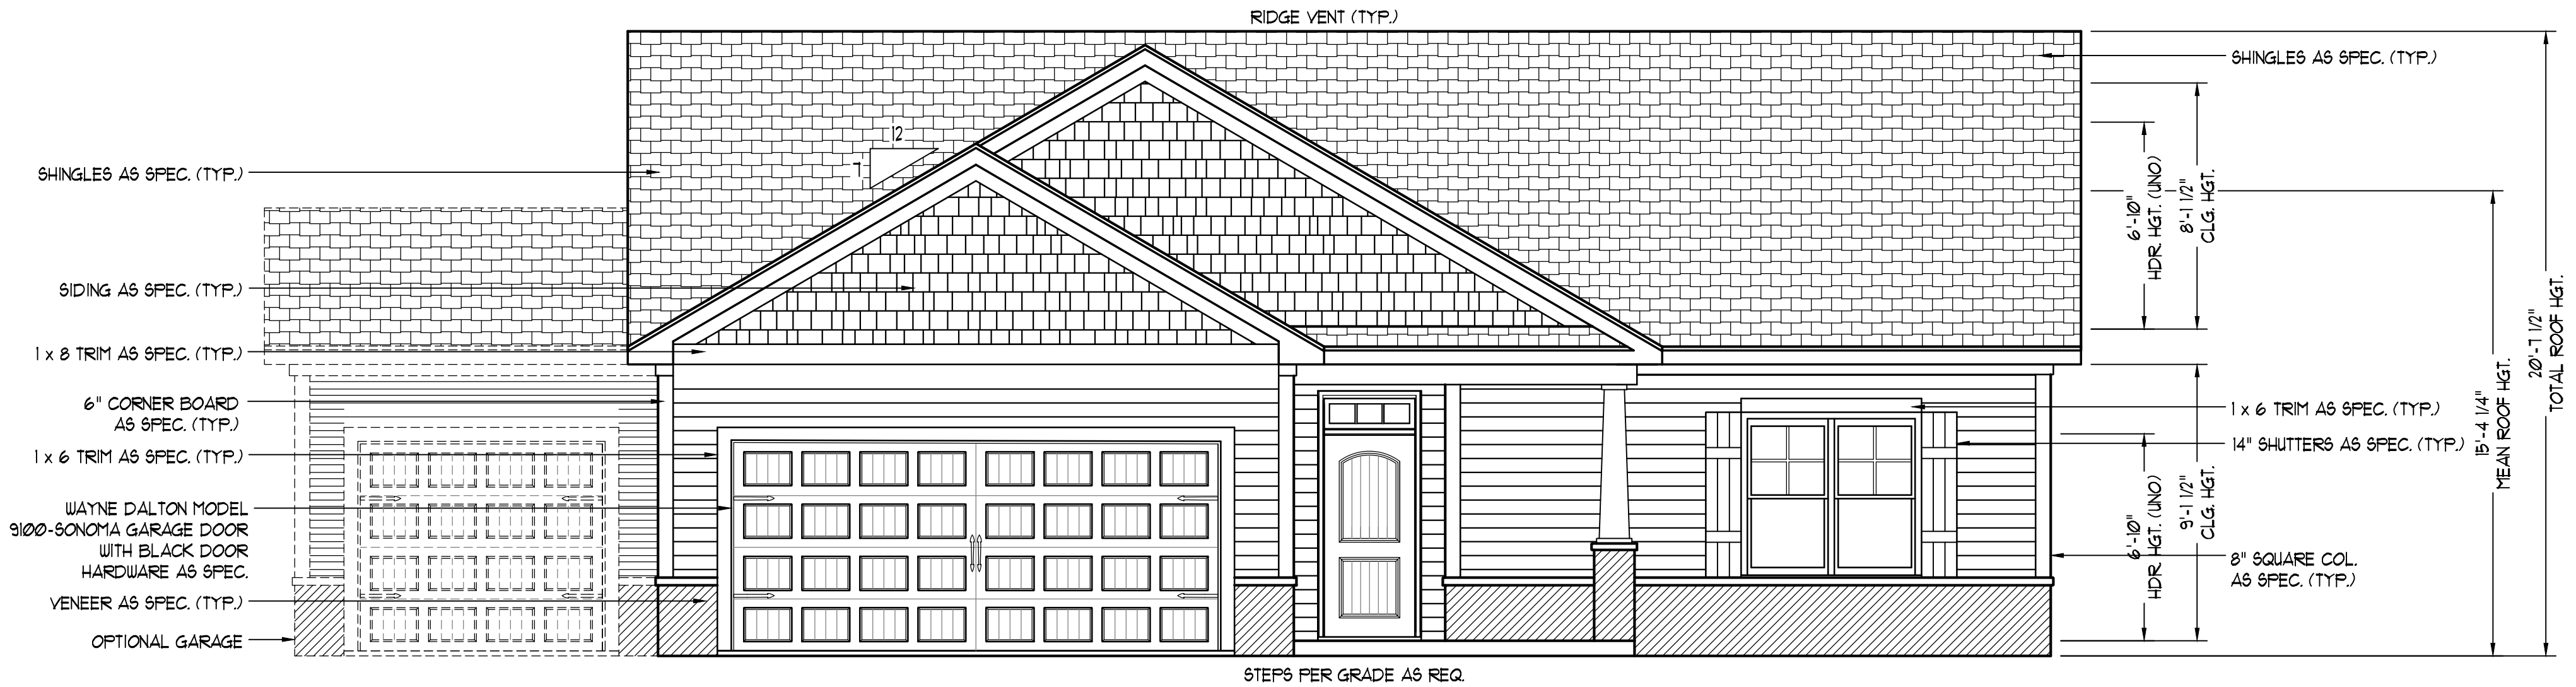 RIDGE VENT (TYP.)
SHINGLES AS SPEC. (TYP.)
12
7
SHINGLES AS SPEC. (TYP.)
SIDING AS SPEC. (TYP.)
1 x 8 TRIM AS SPEC. (TYP.)
6" CORNER BOARD
AS SPEC. (TYP.)
1 x 6 TRIM AS SPEC. (TYP.)
WAYNE DALTON MODEL
9100-SONOMA GARAGE DOOR
WITH BLACK DOOR
HARDWARE AS SPEC.
VENEER AS SPEC. (TYP.)
OPTIONAL GARAGE
STEPS PER GRADE AS REQ.
6'-10"
HDR. HGT. (UNO)
8'-1 1/2"
CLG. HGT.
1 x 6 TRIM AS SPEC. (TYP.)
14" SHUTTERS AS SPEC. (TYP.)
6'-10"
HDR. HGT. (UNO)
9'-1 1/2"
CLG. HGT.
8" SQUARE COL.
AS SPEC. (TYP.)
15'-4 1/4"
MEAN ROOF HGT.
20'-7 1/2"
TOTAL ROOF HGT.